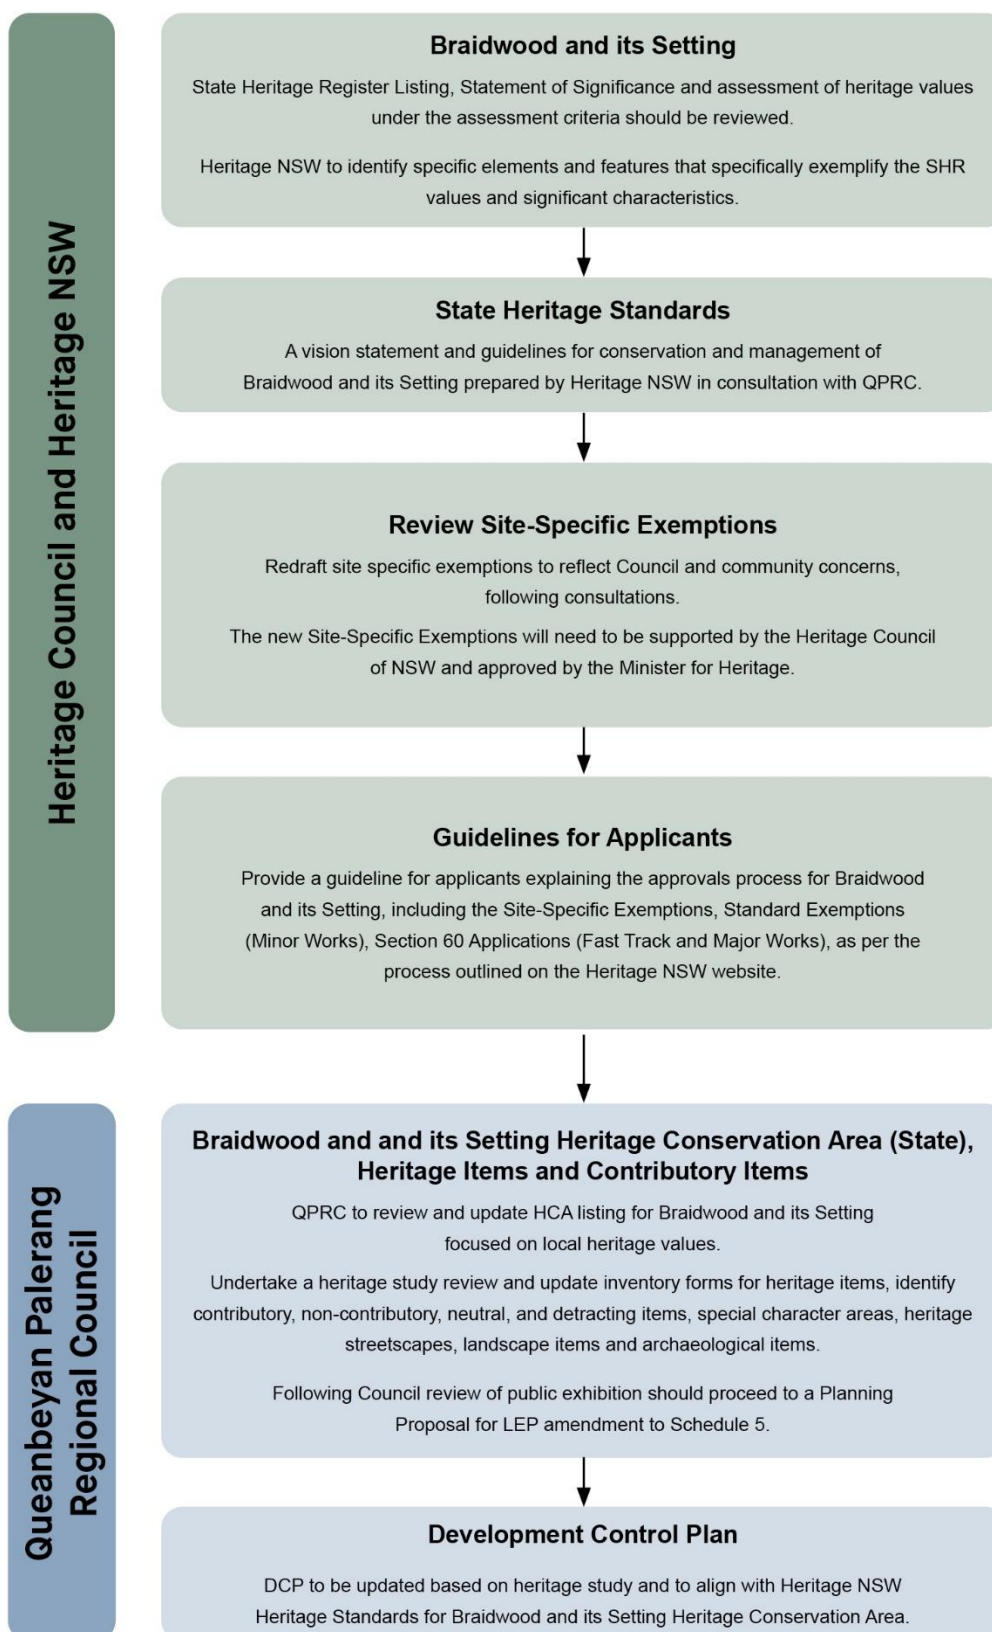 Heritage Council and Heritage NSW
Braidwood and its Setting
State Heritage Register Listing, Statement of Significance and assessment of heritage values
under the assessment criteria should be reviewed.
Heritage NSW to identify specific elements and features that specifically exemplify the SHR
values and significant characteristics.
State Heritage Standards
A vision statement and guidelines for conservation and management of
Braidwood and its Setting prepared by Heritage NSW in consultation with QPRC.
Review Site-Specific Exemptions
Redraft site specific exemptions to reflect Council and community concerns,
following consultations.
The new Site-Specific Exemptions will need to be supported by the Heritage Council
of NSW and approved by the Minister for Heritage.
Guidelines for Applicants
Provide a guideline for applicants explaining the approvals process for Braidwood
and its Setting, including the Site-Specific Exemptions, Standard Exemptions
(Minor Works), Section 60 Applications (Fast Track and Major Works), as per the
process outlined on the Heritage NSW website.
Queanbeyan Palerang
Regional Council
Braidwood and and its Setting Heritage Conservation Area (State),
Heritage Items and Contributory Items
QPRC to review and update HCA listing for Braidwood and its Setting
focused on local heritage values.
Undertake a heritage study review and update inventory forms for heritage items, identify
contributory, non-contributory, neutral, and detracting items, special character areas, heritage
streetscapes, landscape items and archaeological items.
Following Council review of public exhibition should proceed to a Planning
Proposal for LEP amendment to Schedule 5.
Development Control Plan
DCP to be updated based on heritage study and to align with Heritage NSW
Heritage Standards for Braidwood and its Setting Heritage Conservation Area.